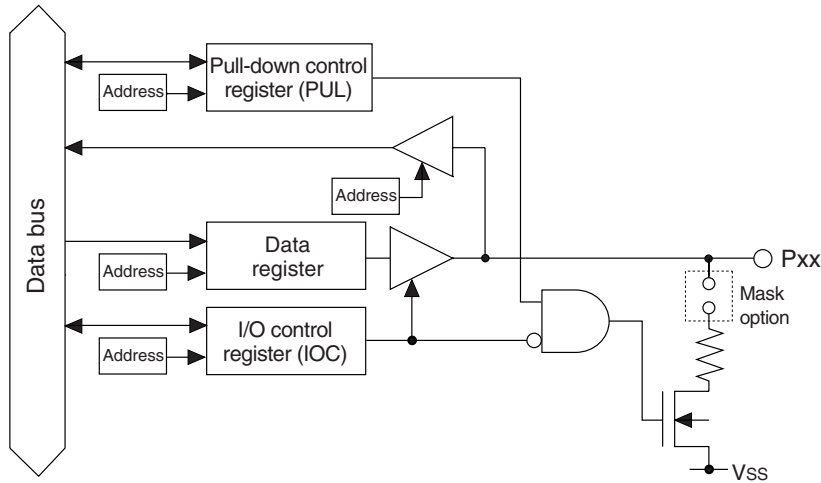 Data bus
Pull-down control
register (PUL)
Address
Address
Data
register
Address
I/O control
register (IOC)
Address
Pxx
Mask
option
VSS